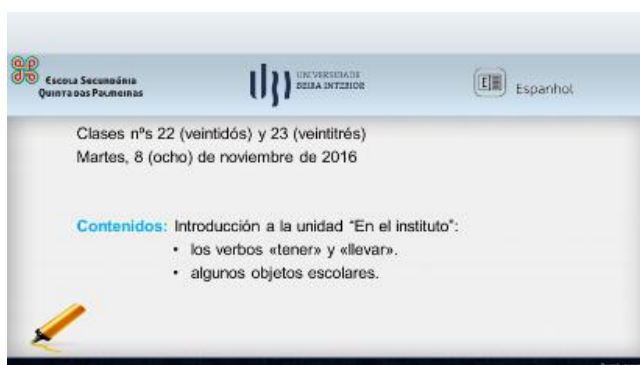 Escola Secundária
Quinta das Palmeiras
UNIVERSIDADE
BEIRA INTERIOR
E
Espanhol
Clases nºs 22 (veintidós) y 23 (veintitrés)
Martes, 8 (ocho) de noviembre de 2016
Contenidos: Introducción a la unidad “En el instituto”:
• los verbos «tener» y «llevar».
• algunos objetos escolares.